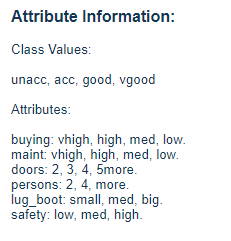 Attribute Information:
Class Values:
unacc, acc, good, vgood
Attributes:
buying: vhigh, high, med, low.
maint: vhigh, high, med, low.
doors: 2, 3, 4, 5more.
persons: 2, 4, more.
lug_boot: small, med, big.
safety: low, med, high.